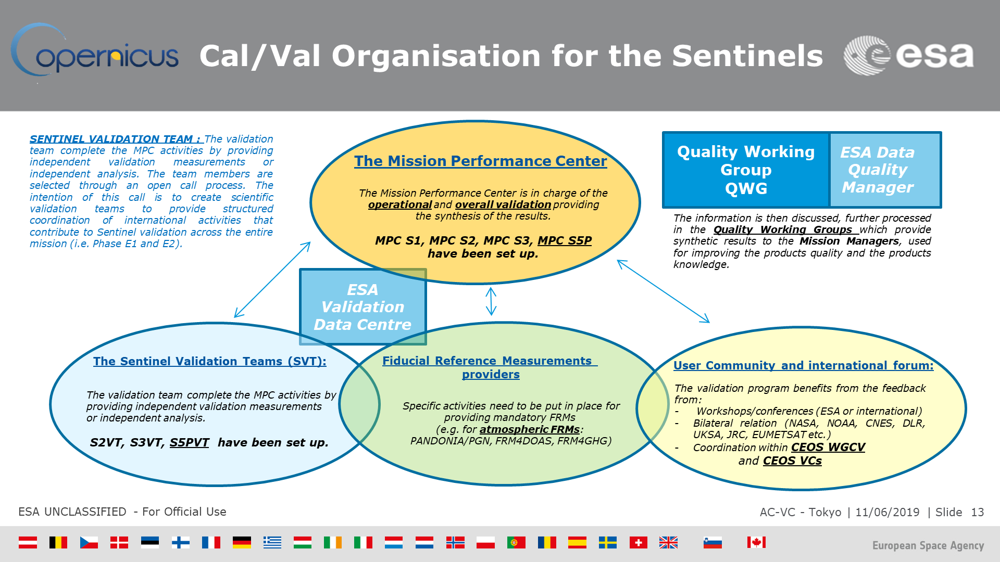 opernicus
Cal/Val Organisation for the Sentinels
esa
SENTINEL VALIDATION TEAM : The validation
team complete the MPC activities by providing
independent validation measurements or
independent analysis. The team members are
selected through an open call process. The
intention of this call is to create scientific
validation teams to provide structured
coordination of international activities that
contribute to Sentinel validation across the entire
mission (i.e. Phase E1 and E2).
The Mission Performance Center
The Mission Performance Center is in charge of the
operational and overall validation providing
the synthesis of the results.
MPC S1, MPC S2, MPC S3, MPC S5P
have been set up.
Quality Working
Group
QWG
ESA Data
Quality
Manager
The information is then discussed, further processed
in the Quality Working Groups which provide
synthetic results to the Mission Managers, used
for improving the products quality and the products
knowledge.
ESA
Validation
Data Centre
The Sentinel Validation Teams (SVT):
The validation team complete the MPC activities by
providing independent validation measurements
or independent analysis.
S2VT, S3VT, S5PVT have been set up.
Fiducial Reference Measurements
providers
Specific activities need to be put in place for
providing mandatory FRMs
(e.g. for atmospheric FRMs:
PANDONIA/PGN, FRM4DOAS, FRM4GHG)
User Community and international forum:
The validation program benefits from the feedback
from:
- Workshops/conferences (ESA or international)
- Bilateral relation (NASA, NOAA, CNES, DLR,
UKSA, JRC, EUMETSAT etc.)
- Coordination within CEOS WGCV
and CEOS VCs
ESA UNCLASSIFIED - For Official Use
AC-VC - Tokyo | 11/06/2019 | Slide 13
European Space Agency